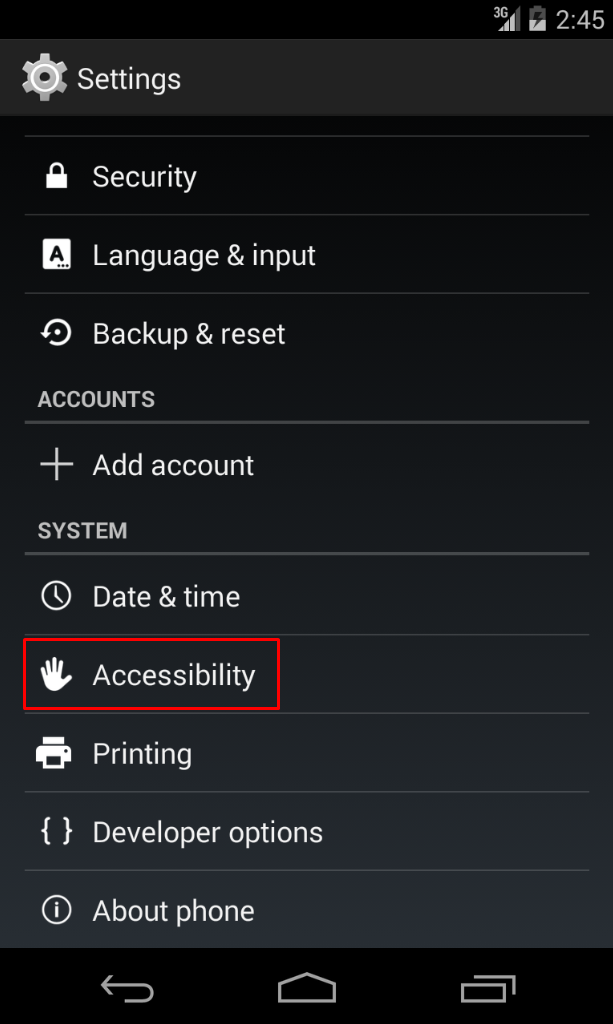 3G 2:45
Settings
Security
Language & input
Backup & reset
ACCOUNTS
Add account
SYSTEM
Date & time
Accessibility
Printing
{ } Developer options
About phone